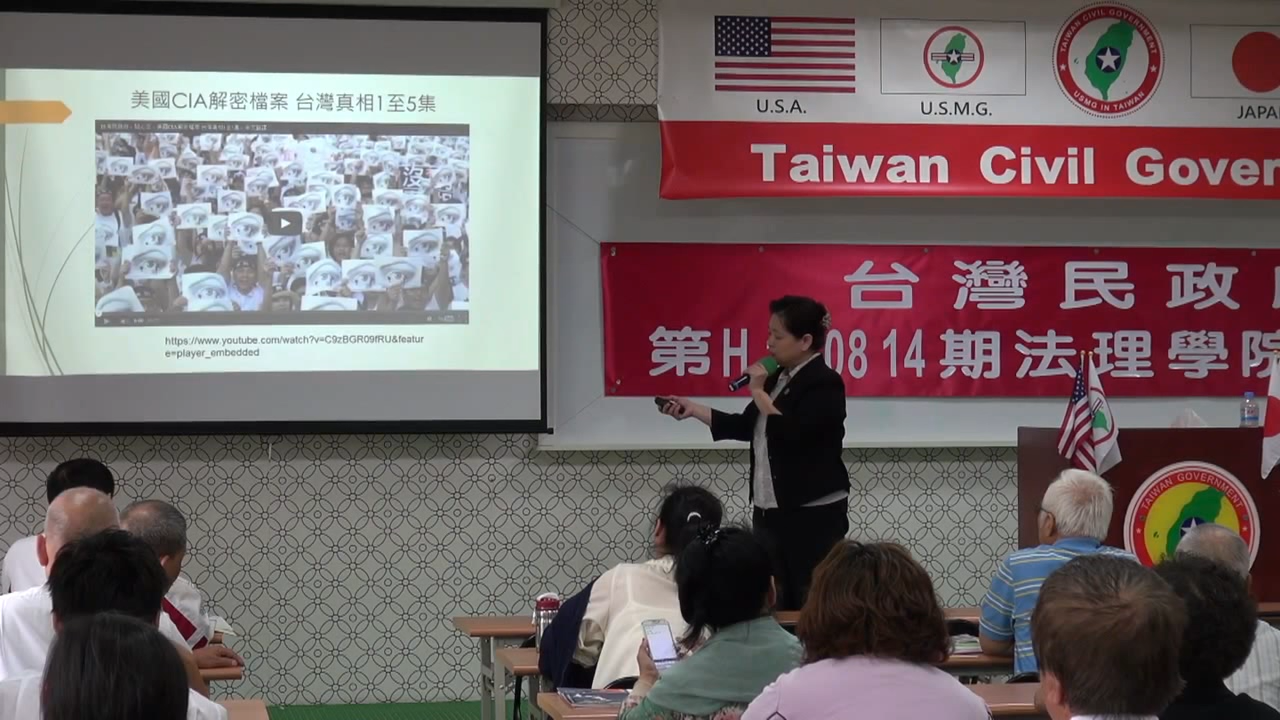 美國CIA解密檔案 台灣真相1至5集
https://www.youtube.com/watch?v=C9zBGR09fRU&featur
e=player_embedded
U.S.A.
U.S.M.G.
TAIWAN CIVIL GOVERNMENT
USMG IN TAIWAN
JAPA
Taiwan Civil Gover
台灣民政
第H 08 14期法理學院
TAIWAN GOVERNMENT